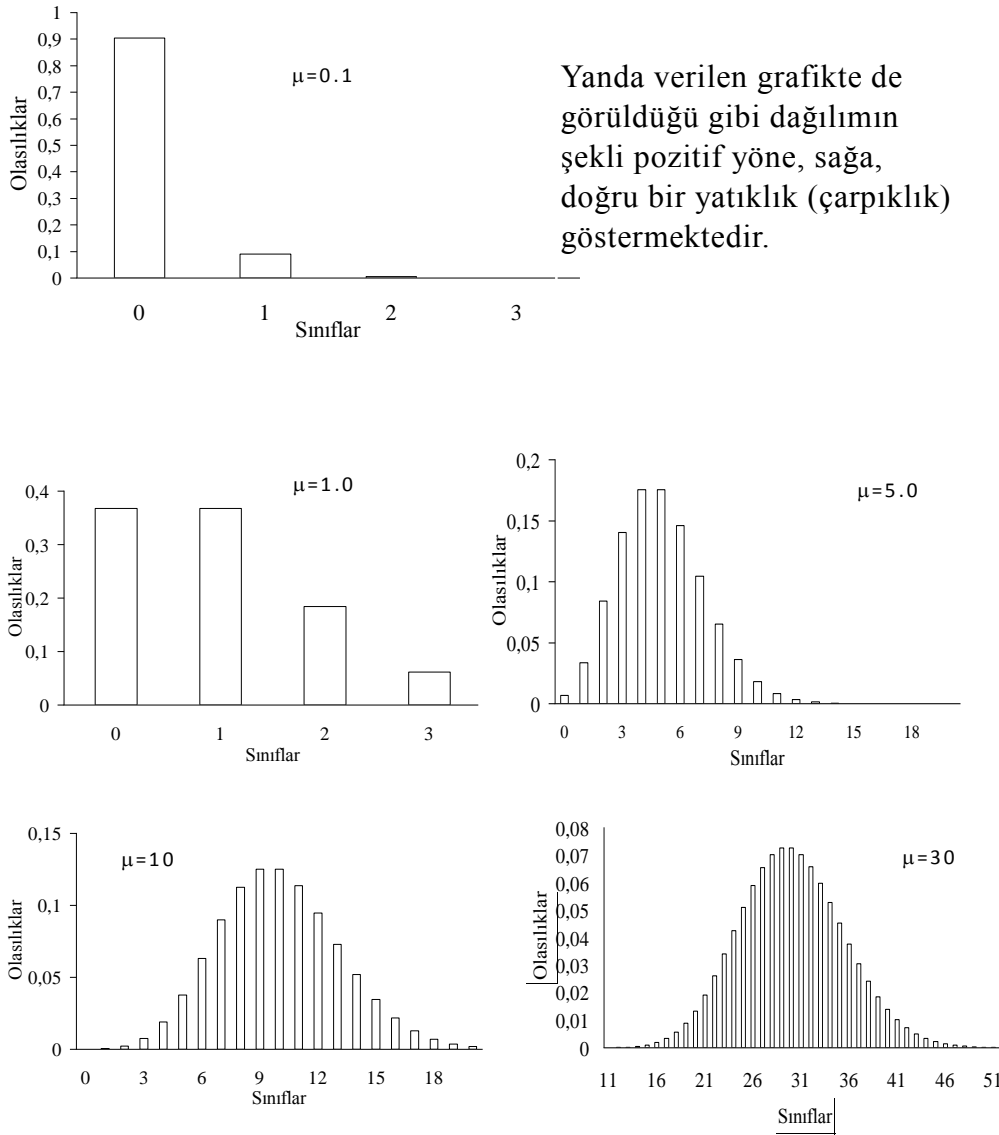 1
0,9
0,8
0,7
0,6
0,5
0,4
0,3
0,2
0,1
0
Olasılıklar
μ=0.1
0 1 2 3
Sınıflar
Yanda verilen grafikte de
görüldüğü gibi dağılımın
şekli pozitif yöne, sağa,
doğru bir yatıklık (çarpıklık)
göstermektedir.
0,4
0,3
0,2
0,1
0
Olasılıklar
μ=1.0
0 1 2 3
Sınıflar
0,2
0,15
0,1
0,05
0
Olasılıklar
μ=5.0
0 3 6 9 12 15 18
Sınıflar
0,15
0,1
0,05
0
Olasılıklar
μ=10
0 3 6 9 12 15 18
Sınıflar
0,08
0,07
0,06
0,05
0,04
0,03
0,02
0,01
0
Olasılıklar
μ=30
11 16 21 26 31 36 41 46 51
Sınıflar